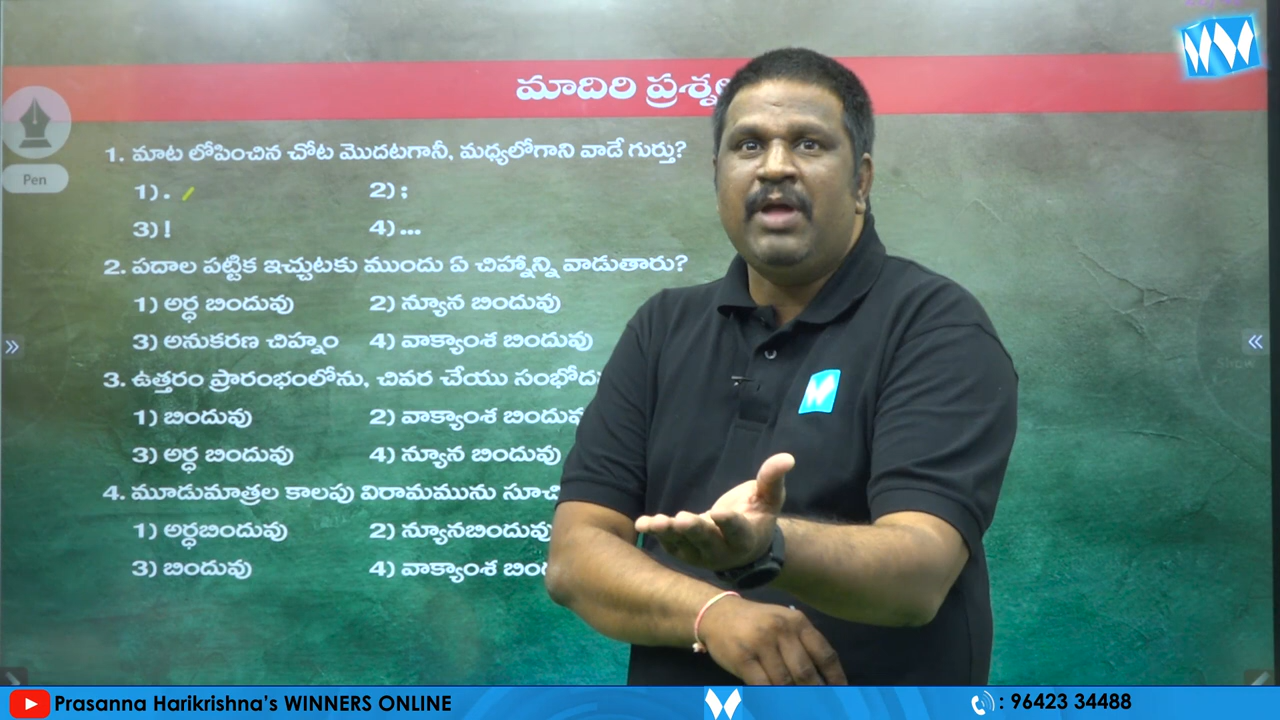 మాదిరి
Pen
1. మాట లోపించిన చోట మొదటగానీ, మధ్యలోగాని వాడే గుర్తు?
1) . 2) ;
3) ! 4) ...
2. పదాల పట్టిక ఇచ్చుటకు ముందు ఏ చిహ్నాన్ని వాడుతారు?
1) అర్ధ బిందువు 2) న్యూన బిందువు
3) అనుకరణ చిహ్నం 4) వాక్యాంశ బిందువు
3. ఉత్తరం ప్రారంభంలోను, చివర చేయు
1) బిందువు 2) వాక్యాంశ
3) అర్ధ బిందువు 4) న్యూన బిందువు
4. మూడుమాత్రల కాలపు విరామమును
1) అర్ధబిందువు 2) న్యూనబిందువు
3) బిందువు 4) వాక్యాంశ
Prasanna Harikrishna's WINNERS ONLINE
: 96423 34488